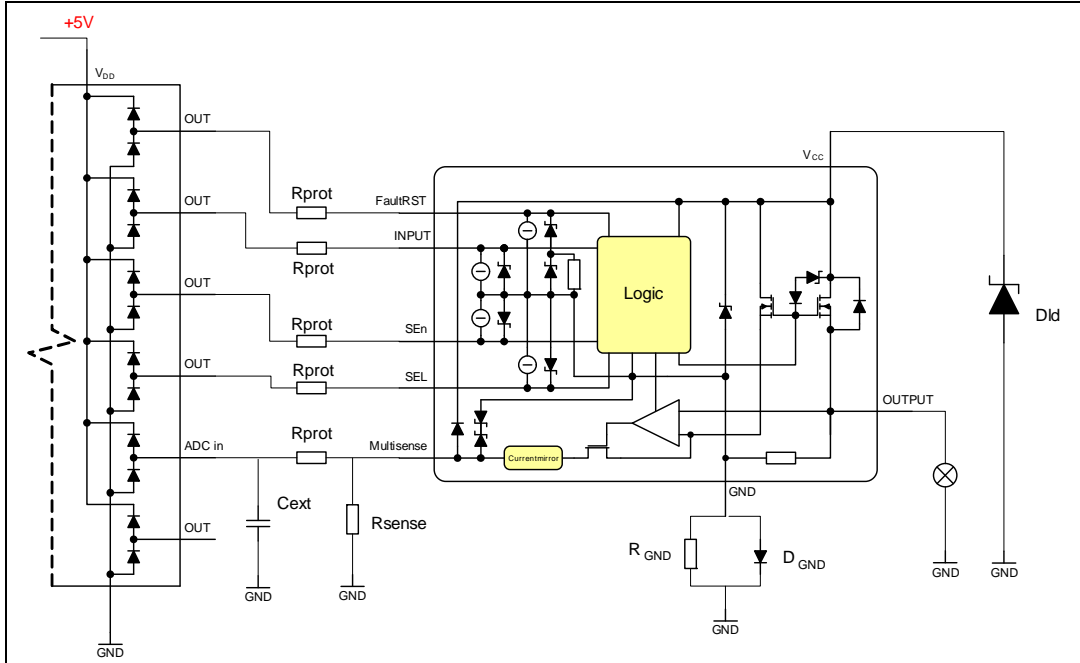 +5V
VDD
OUT
OUT
OUT
OUT
ADC in
OUT
GND
Rprot
Rprot
Rprot
Rprot
Rprot
Cext
GND
Rsense
GND
FaultRST
INPUT
SEn
SEL
Multisense
VCC
Logic
Currentmirror
OUTPUT
GND
R GND
D GND
GND
GND
GND
Dld